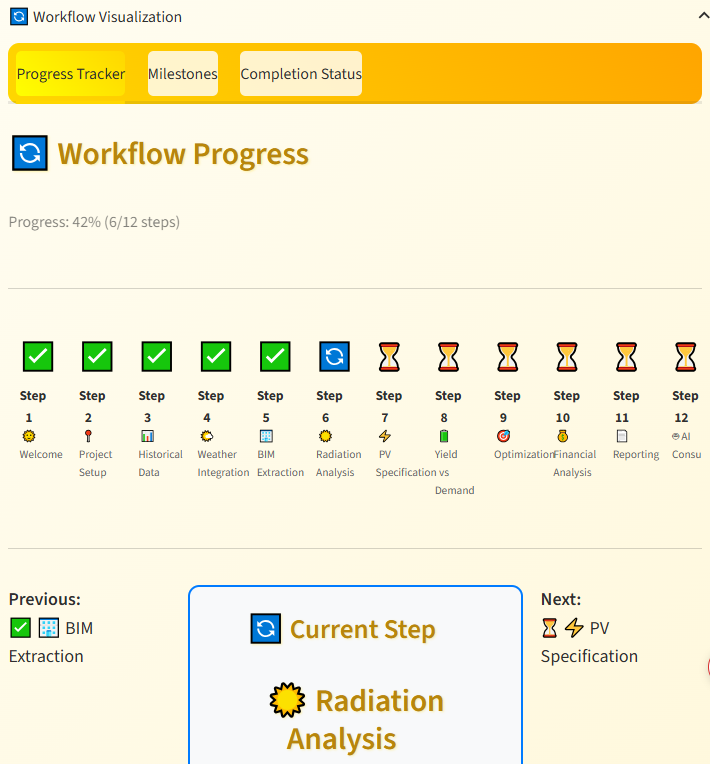 Workflow Visualization
Progress Tracker Milestones Completion Status
Workflow Progress
Progress: 42% (6/12 steps)
Step Step Step Step Step Step Step Step Step Step Step Step
1 2 3 4 5 6 7 8 9 10 11 12
Welcome Project Historical Weather BIM Radiation PV Yield Optimization Financial Reporting AI
Setup Data Integration Extraction Analysis Specification vs Analysis Consu
Demand
Previous:
BIM
Extraction
Current Step
Radiation
Analysis
Next:
PV
Specification